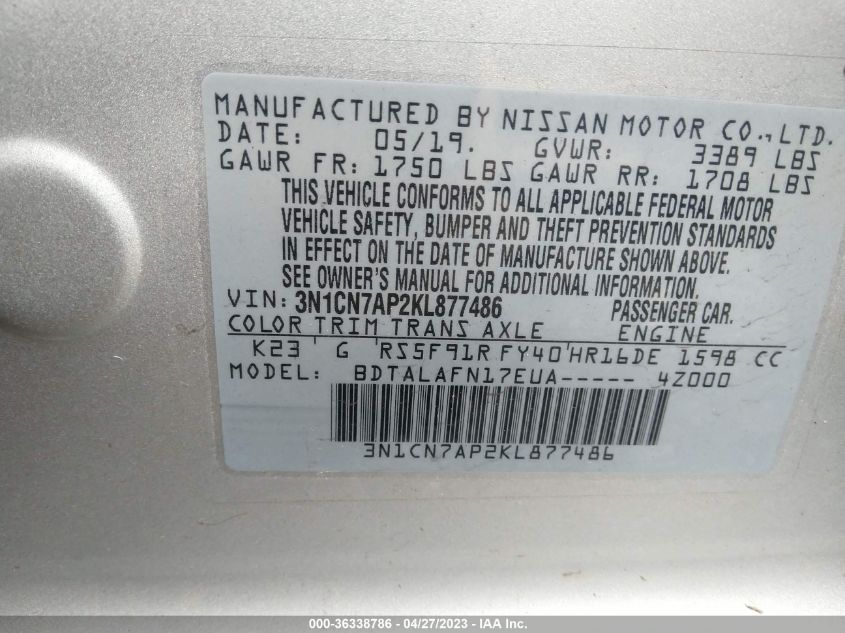 MANUFACTURED BY NISSAN MOTOR CO., LTD.
DATE: 05/19. GVWR: 3389 LBS
GAWR FR: 1750 LBS GAWR RR: 1708 LBS
THIS VEHICLE CONFORMS TO ALL APPLICABLE FEDERAL MOTOR
VEHICLE SAFETY, BUMPER AND THEFT PREVENTION STANDARDS
IN EFFECT ON THE DATE OF MANUFACTURE SHOWN ABOVE.
SEE OWNER'S MANUAL FOR ADDITIONAL INFORMATION.
VIN: 3N1CN7AP2KL877486 PASSENGER CAR.
COLOR TRIM TRANS AXLE ENGINE
K23 G RS5F91R FY40 HR16DE 1598 CC
MODEL: BDTALAFN17EUA----- 4Z000
3N1CN7AP2KL877486
000-36338786 - 04/27/2023 - IAA Inc.